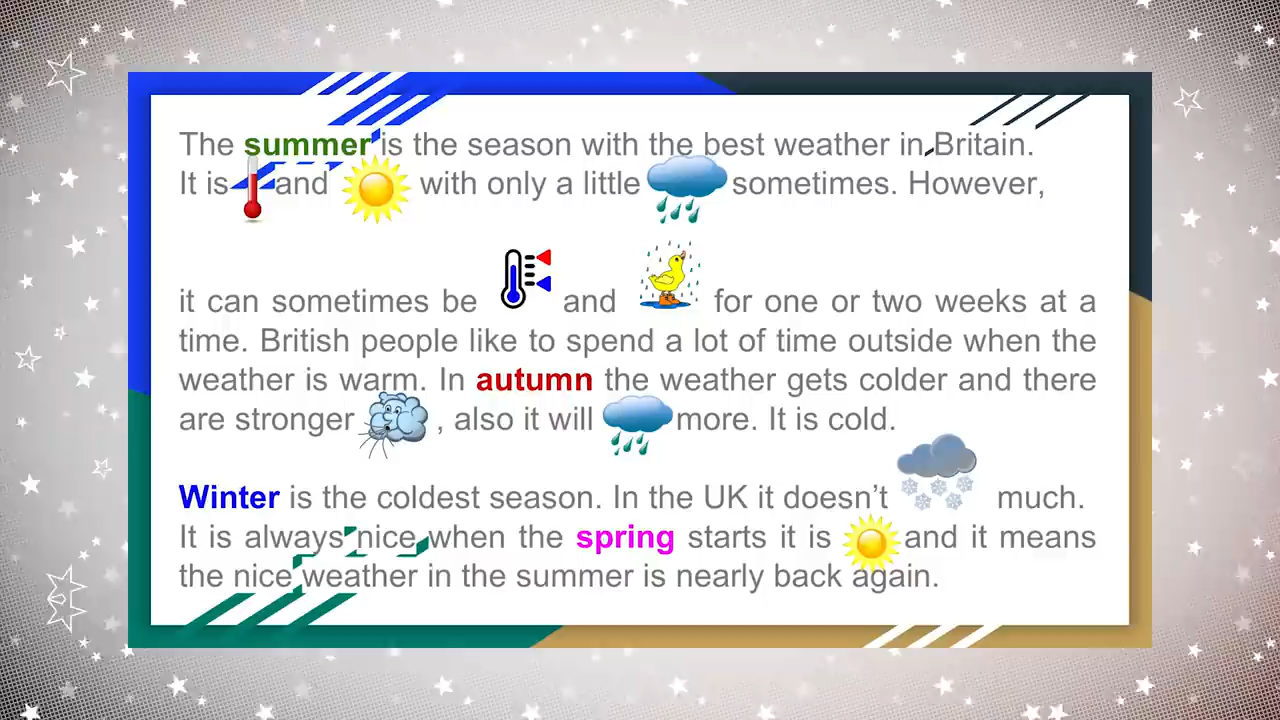 The summer is the season with the best weather in Britain.
It is and with only a little sometimes. However,
it can sometimes be and for one or two weeks at a
time. British people like to spend a lot of time outside when the
weather is warm. In autumn the weather gets colder and there
are stronger , also it will more. It is cold.
Winter is the coldest season. In the UK it doesn’t much.
It is always nice when the spring starts it is and it means
the nice weather in the summer is nearly back again.